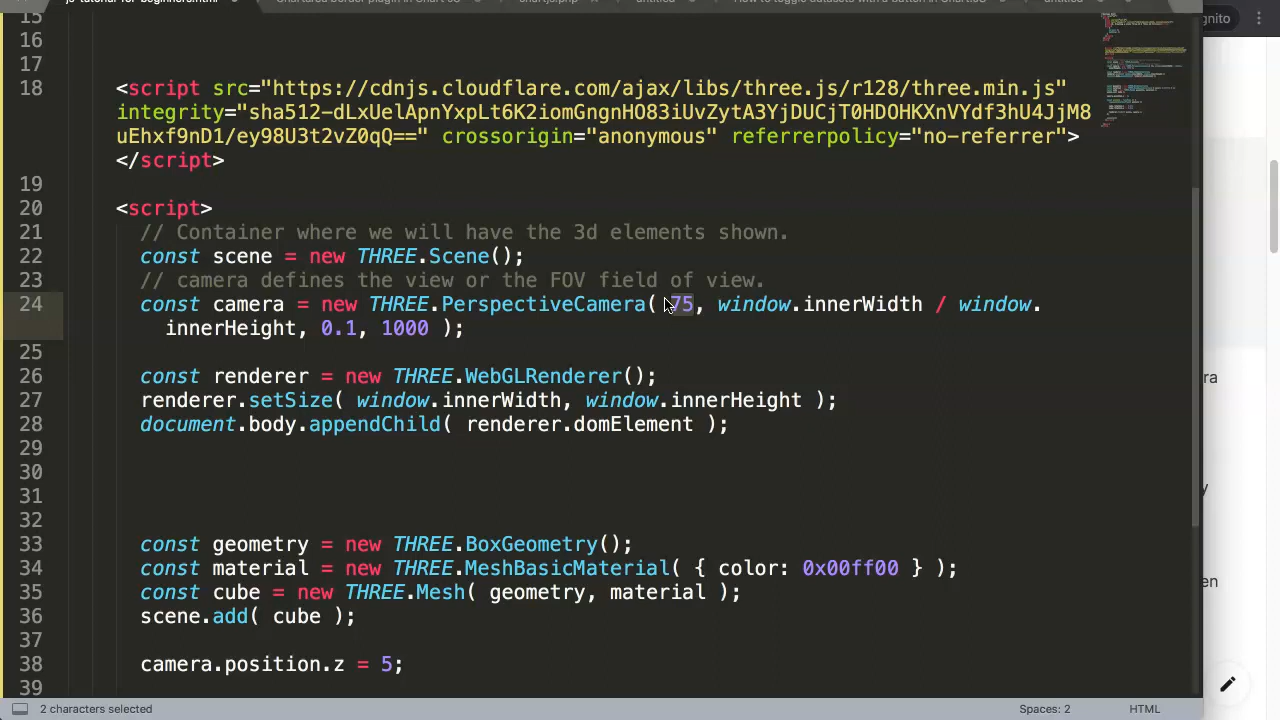 15
16
17
18 <script src="https://cdnjs.cloudflare.com/ajax/libs/three.js/r128/three.min.js"
integrity="sha512-dLxUelApnYxpLt6K2iomGngnHO83iUvZytA3YjDUCjT0HDOHKXnVYdf3hU4JjM8
uEhxf9nD1/ey98U3t2vZ0qQ==" crossorigin="anonymous" referrerpolicy="no-referrer">
</script>
19
20 <script>
21 // Container where we will have the 3d elements shown.
22 const scene = new THREE.Scene();
23 // camera defines the view or the FOV field of view.
24 const camera = new THREE.PerspectiveCamera( 75, window.innerWidth / window.
innerHeight, 0.1, 1000 );
25
26 const renderer = new THREE.WebGLRenderer();
27 renderer.setSize( window.innerWidth, window.innerHeight );
28 document.body.appendChild( renderer.domElement );
29
30
31
32
33 const geometry = new THREE.BoxGeometry();
34 const material = new THREE.MeshBasicMaterial( { color: 0x00ff00 } );
35 const cube = new THREE.Mesh( geometry, material );
36 scene.add( cube );
37
38 camera.position.z = 5;
39
2 characters selected
Spaces: 2
HTML